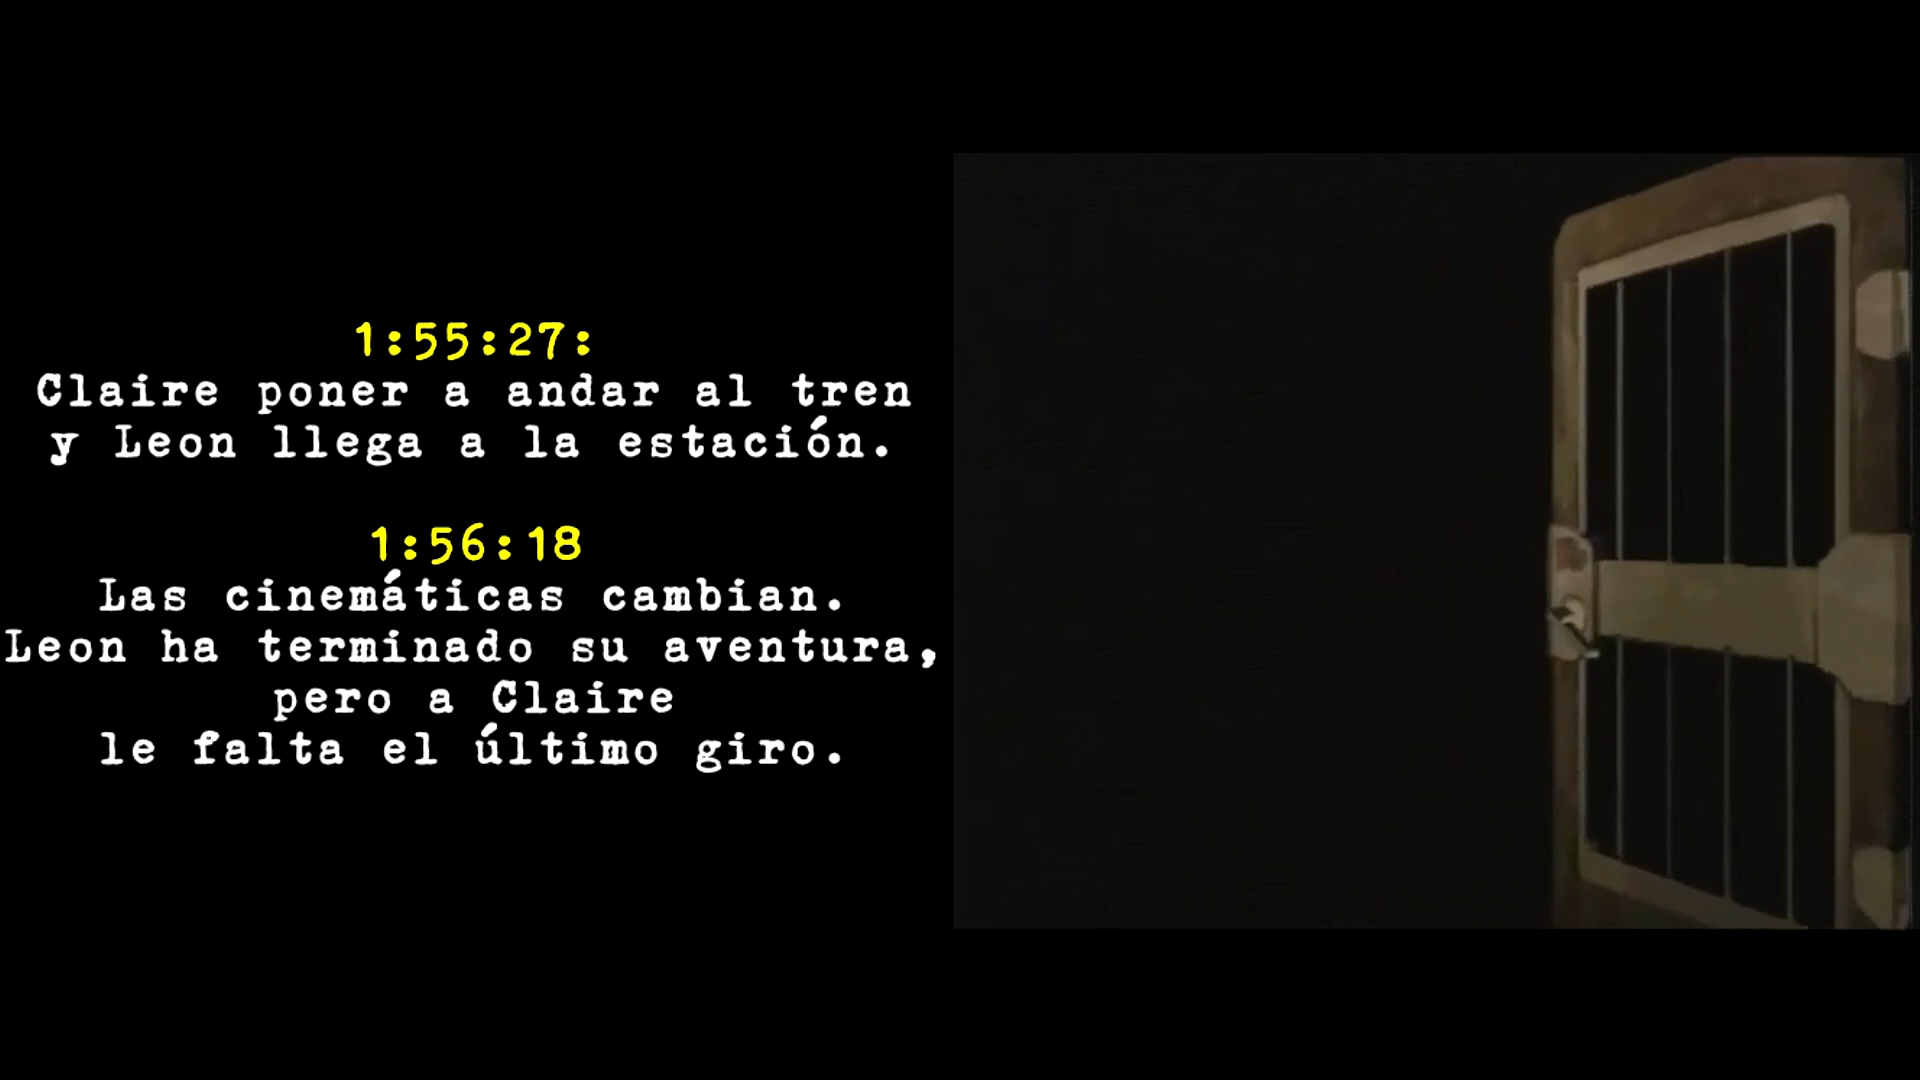 1:55:27:
Claire poner a andar al tren
y Leon llega a la estación.
1:56:18
Las cinemáticas cambian.
Leon ha terminado su aventura,
pero a Claire
le falta el último giro.